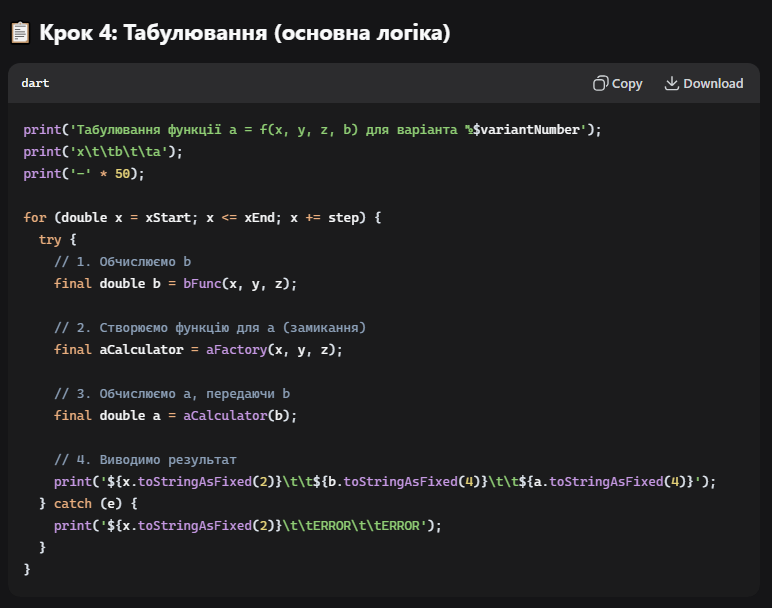 📋 Крок 4: Табулювання (основна логіка)
dart
Copy
Download
print('Табулювання функції a = f(x, y, z, b) для варіанта №$variantNumber');
print('x\t\tb\t\ta');
print('-' * 50);
for (double x = xStart; x <= xEnd; x += step) {
try {
// 1. Обчислюємо b
final double b = bFunc(x, y, z);
// 2. Створюємо функцію для a (замикання)
final aCalculator = aFactory(x, y, z);
// 3. Обчислюємо a, передаючи b
final double a = aCalculator(b);
// 4. Виводимо результат
print('${x.toStringAsFixed(2)}\t\t${b.toStringAsFixed(4)}\t\t${a.toStringAsFixed(4)}');
} catch (e) {
print('${x.toStringAsFixed(2)}\t\tERROR\t\tERROR');
}
}